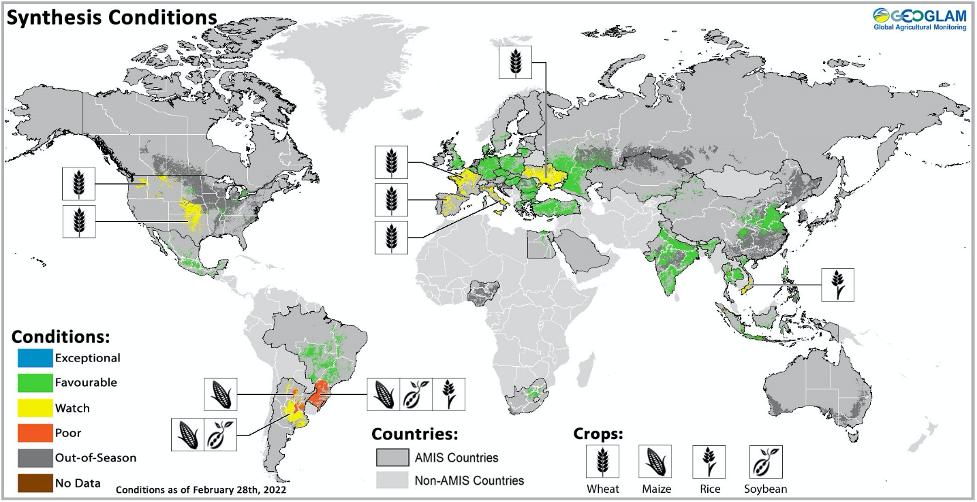 Synthesis Conditions
GEOGLAM
Global Agricultural Monitoring
Conditions:
Exceptional
Favourable
Watch
Poor
Out-of-Season
No Data
Conditions as of February 28th, 2022
Countries:
AMIS Countries
Non-AMIS Countries
Crops:
Wheat Maize Rice Soybean